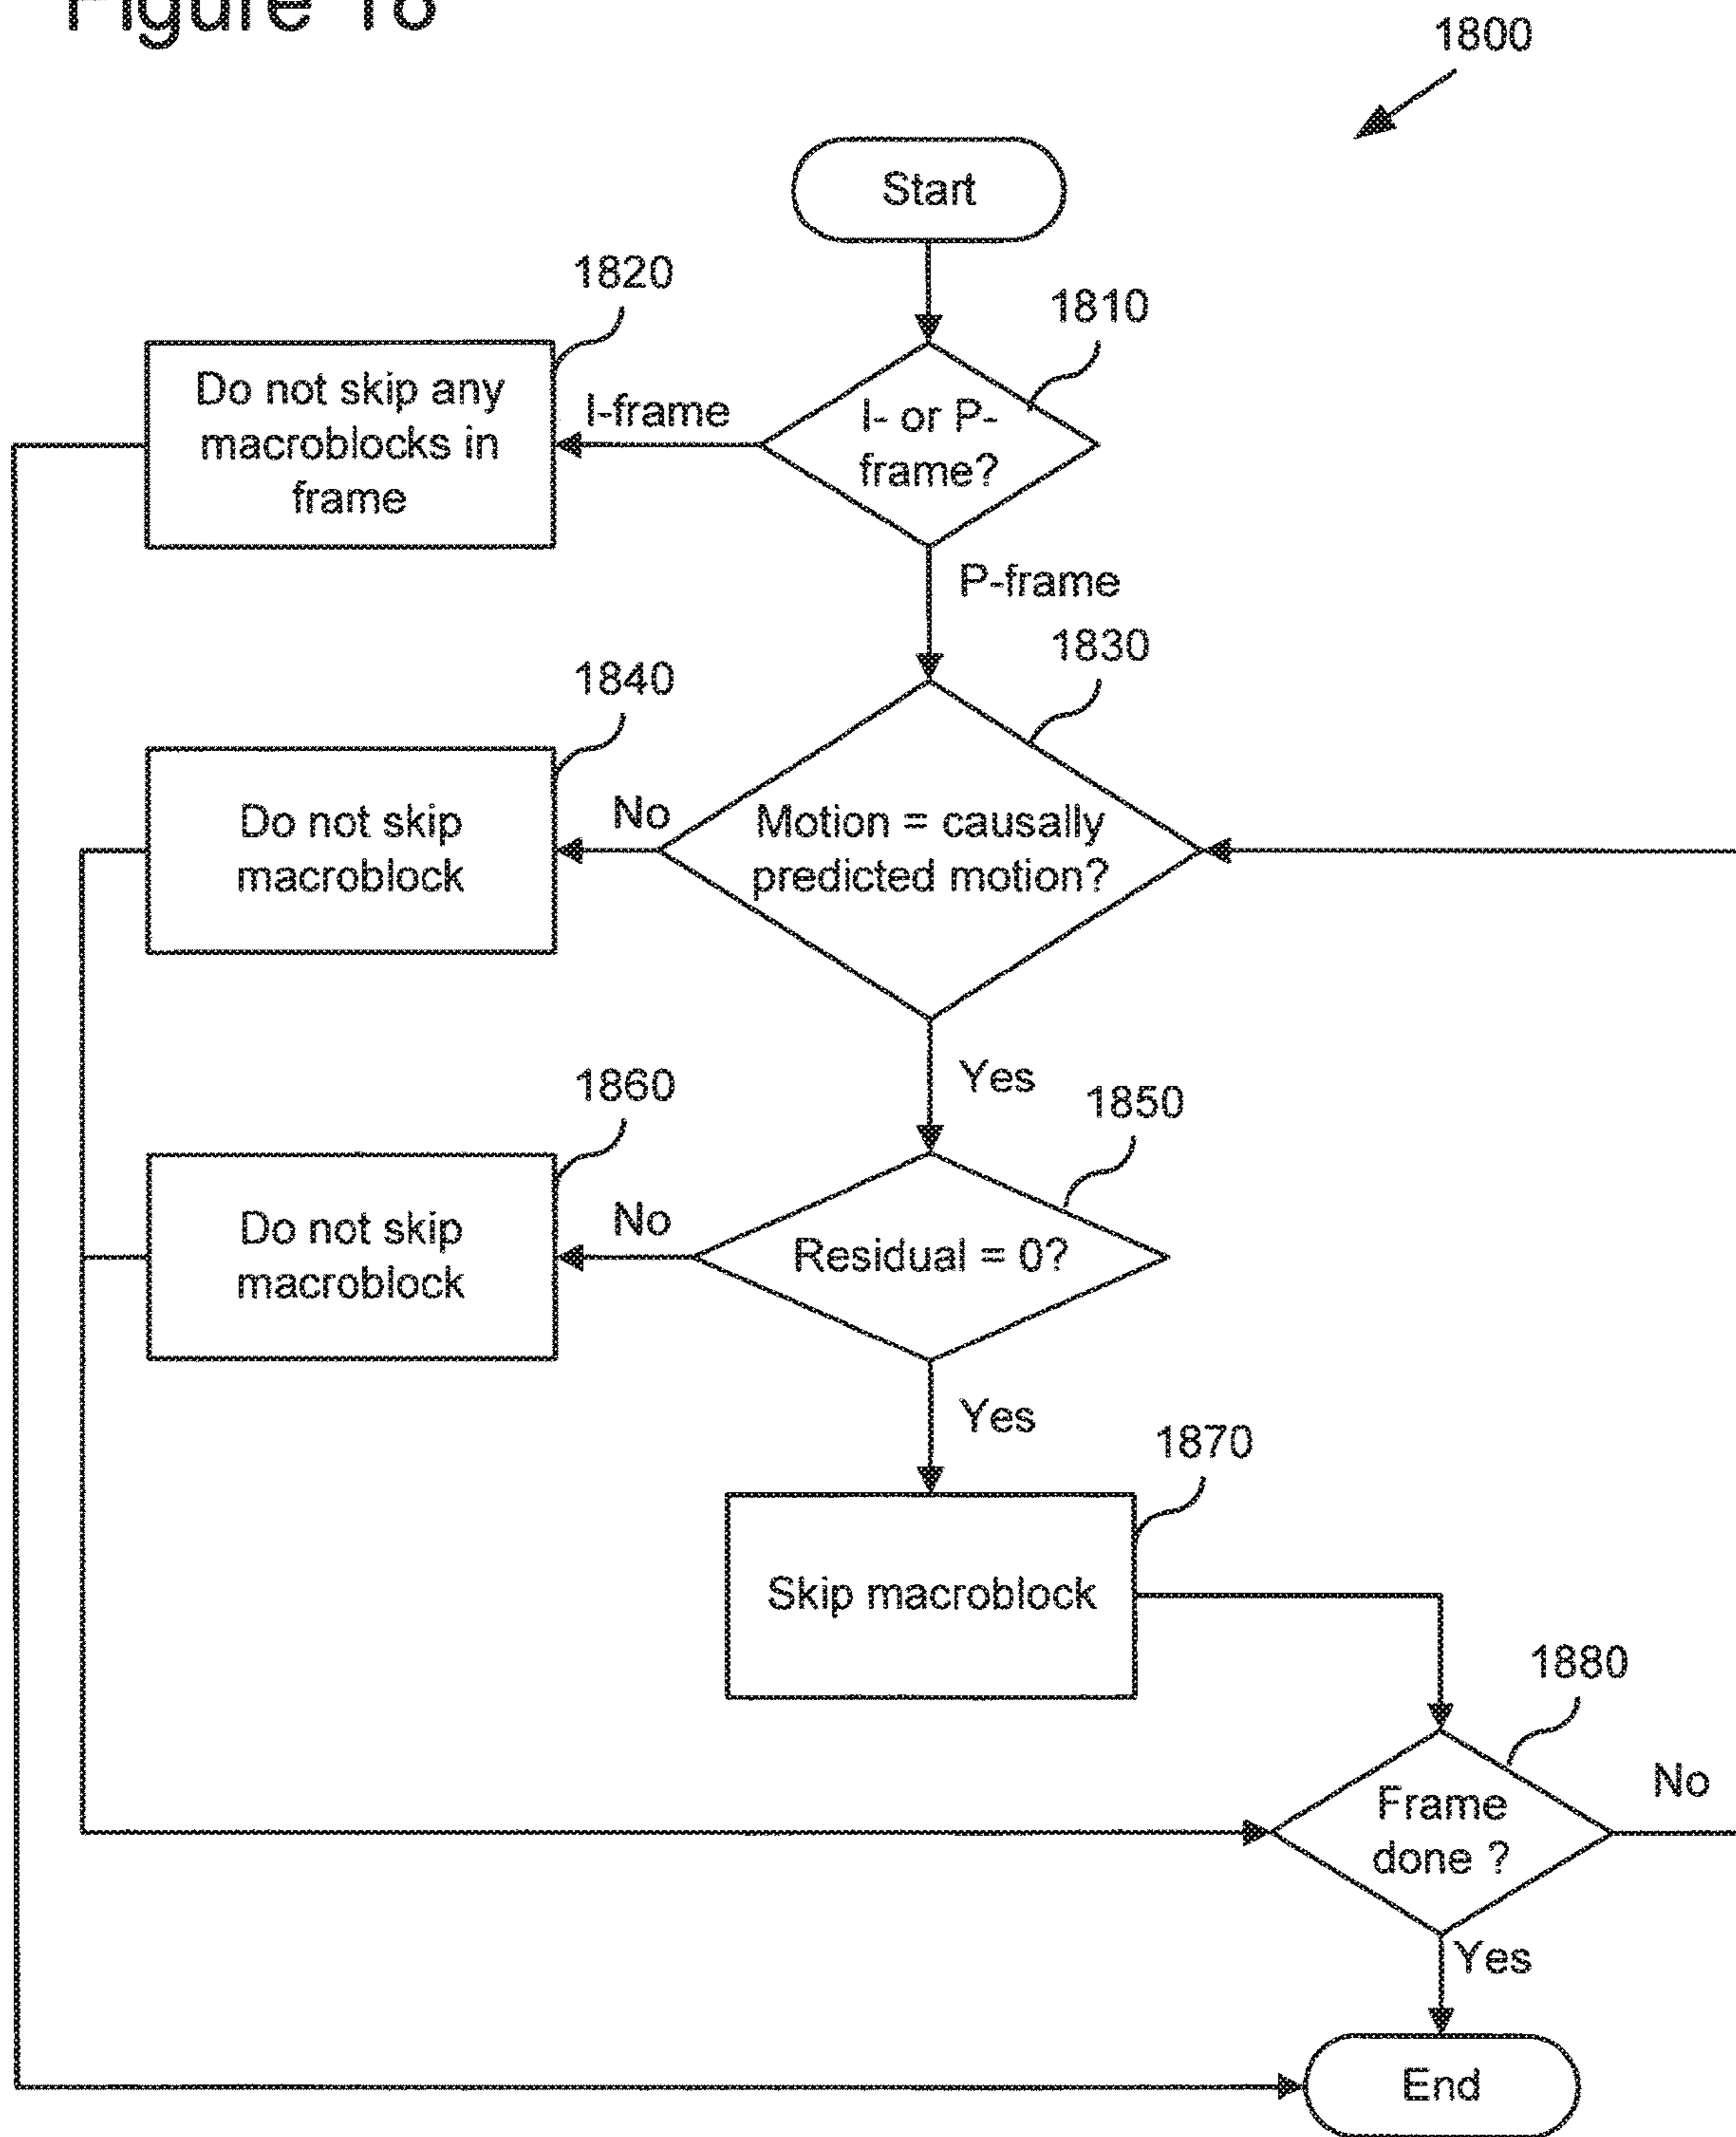 Figure 18
1800
Start
1820
1810
Do not skip any
macroblocks in
frame
I-frame
I- or P-
frame?
P-frame
1830
1840
Do not skip
macroblock
No
Motion = causally
predicted motion?
Yes
1860
1850
Do not skip
macroblock
No
Residual = 0?
Yes
1870
Skip macroblock
1880
Frame
done ?
No
Yes
End